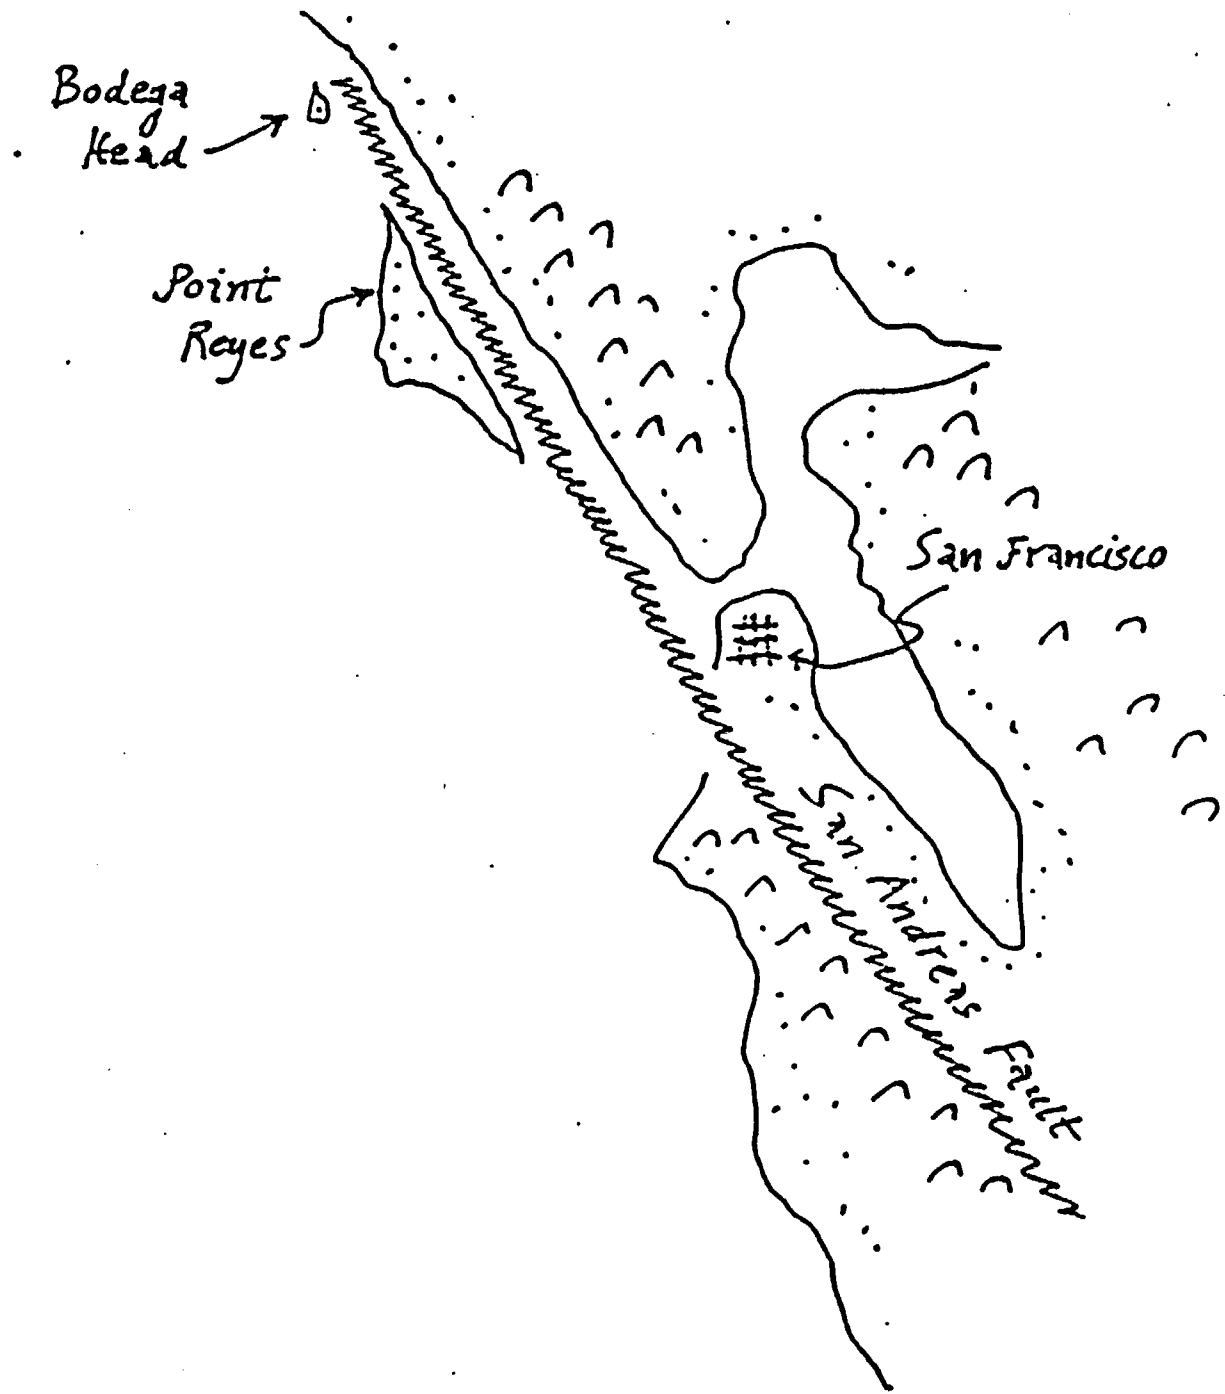 Bodega
Head
Point
Reyes
San Francisco
San Andreas Fault